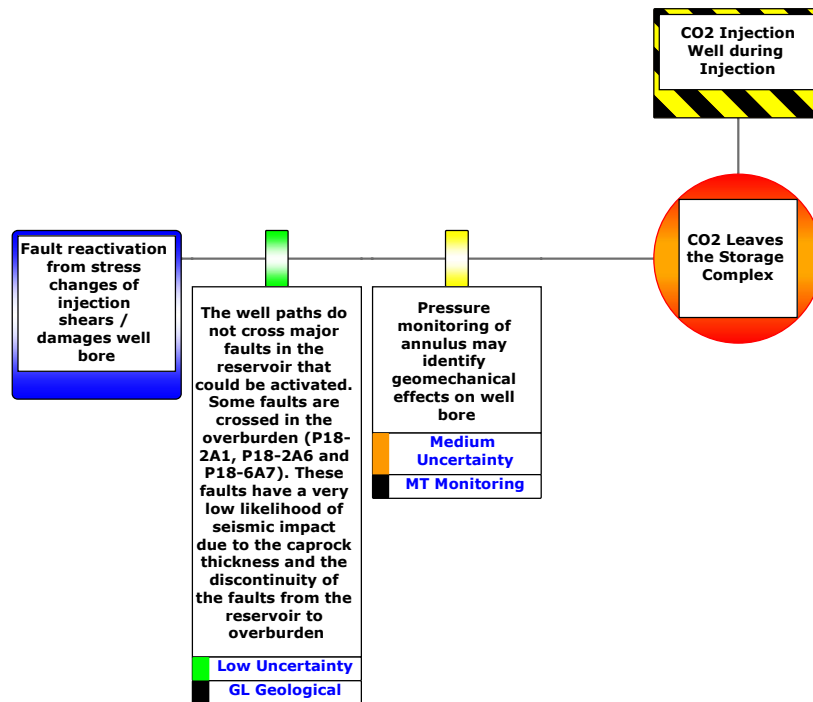 CO2 Injection
Well during
Injection
Fault reactivation
from stress
changes of
injection
shears /
damages well
bore
The well paths do
not cross major
faults in the
reservoir that
could be activated.
Some faults are
crossed in the
overburden (P18-
2A1, P18-2A6 and
P18-6A7). These
faults have a very
low likelihood of
seismic impact
due to the caprock
thickness and the
discontinuity of
the faults from the
reservoir to
overburden
Low Uncertainty
GL Geological
Pressure
monitoring of
annulus may
identify
geomechanical
effects on well
bore
Medium
Uncertainty
MT Monitoring
CO2 Leaves
the Storage
Complex